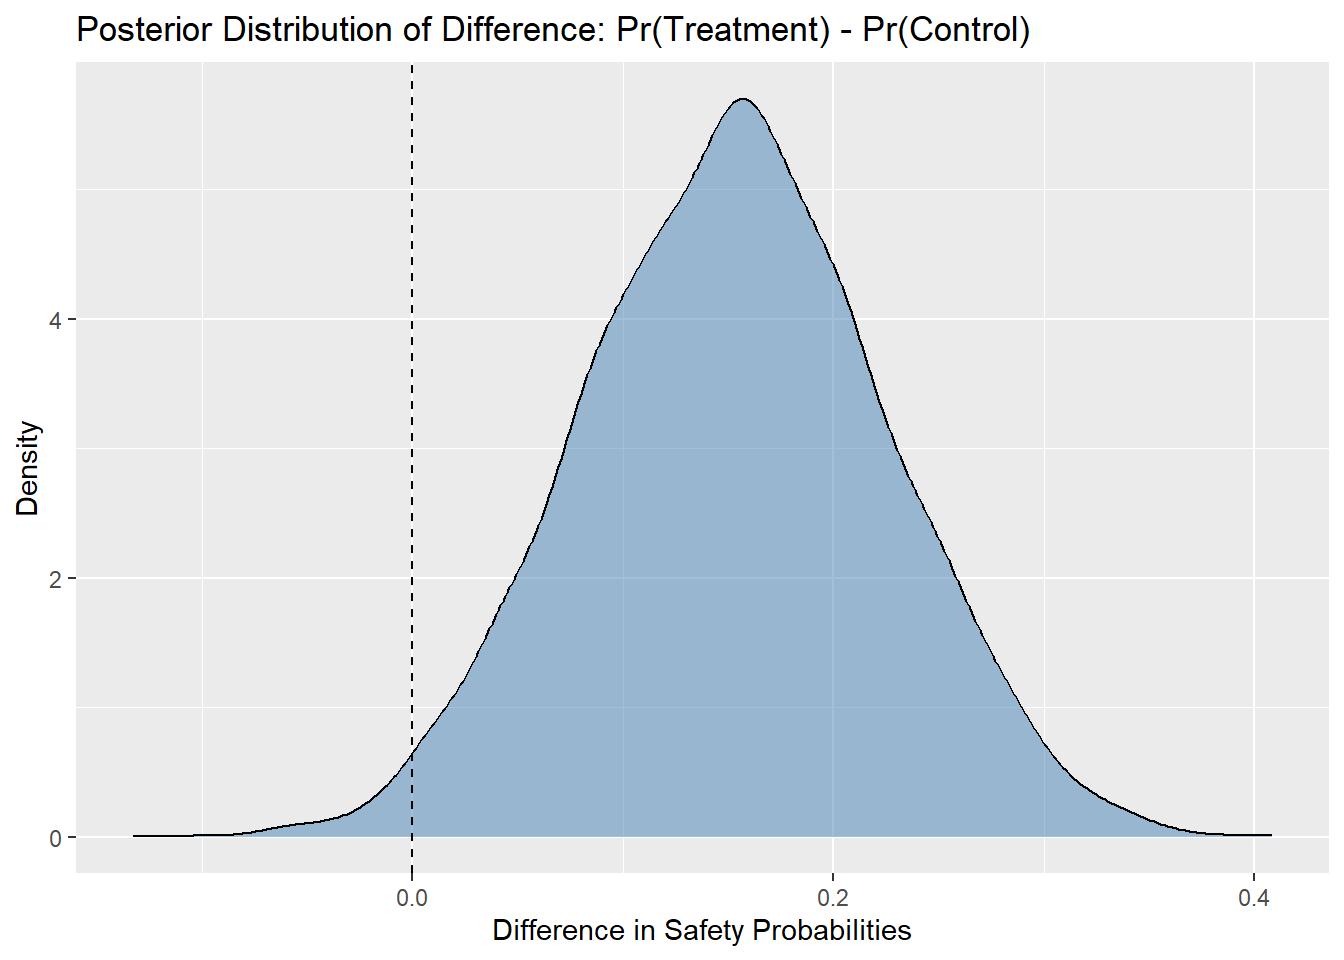 Posterior Distribution of Difference: Pr(Treatment) - Pr(Control)
Density
4
2
0
0.0
0.2
0.4
Difference in Safety Probabilities